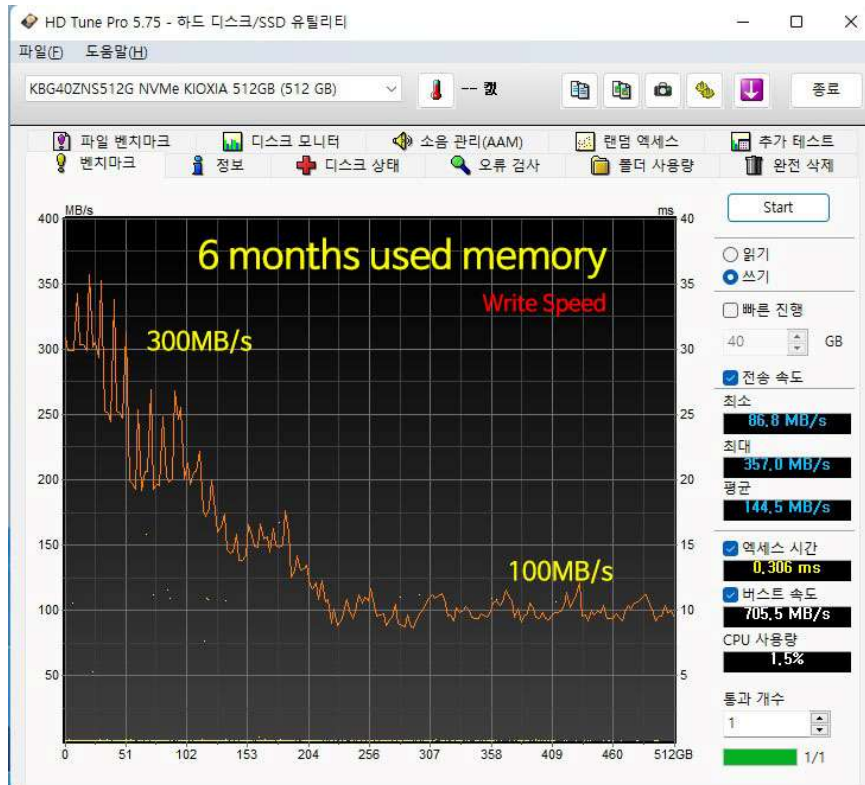 HD Tune Pro 5.75 - 하드 디스크/SSD 유틸리티
파일(F) 도움말(H)
KBG40ZNS512G NVMe KIOXIA 512GB (512 GB)
-- 캜
종료
파일 벤치마크 디스크 모니터 소음 관리(AAM) 랜덤 엑세스 추가 테스트
벤치마크 정보 디스크 상태 오류 검사 폴더 사용량 완전 삭제
MB/s
ms
400
350
300
250
200
150
100
50
40
35
30
25
20
15
10
5
6 months used memory
Write Speed
300MB/s
100MB/s
0 51 102 153 204 256 307 358 409 460 512GB
Start
읽기
쓰기
빠른 진행
40 GB
전송 속도
최소
86.8 MB/s
최대
357.0 MB/s
평균
144.5 MB/s
엑세스 시간
0.306 ms
버스트 속도
705.5 MB/s
CPU 사용량
1.5%
통과 개수
1
1/1